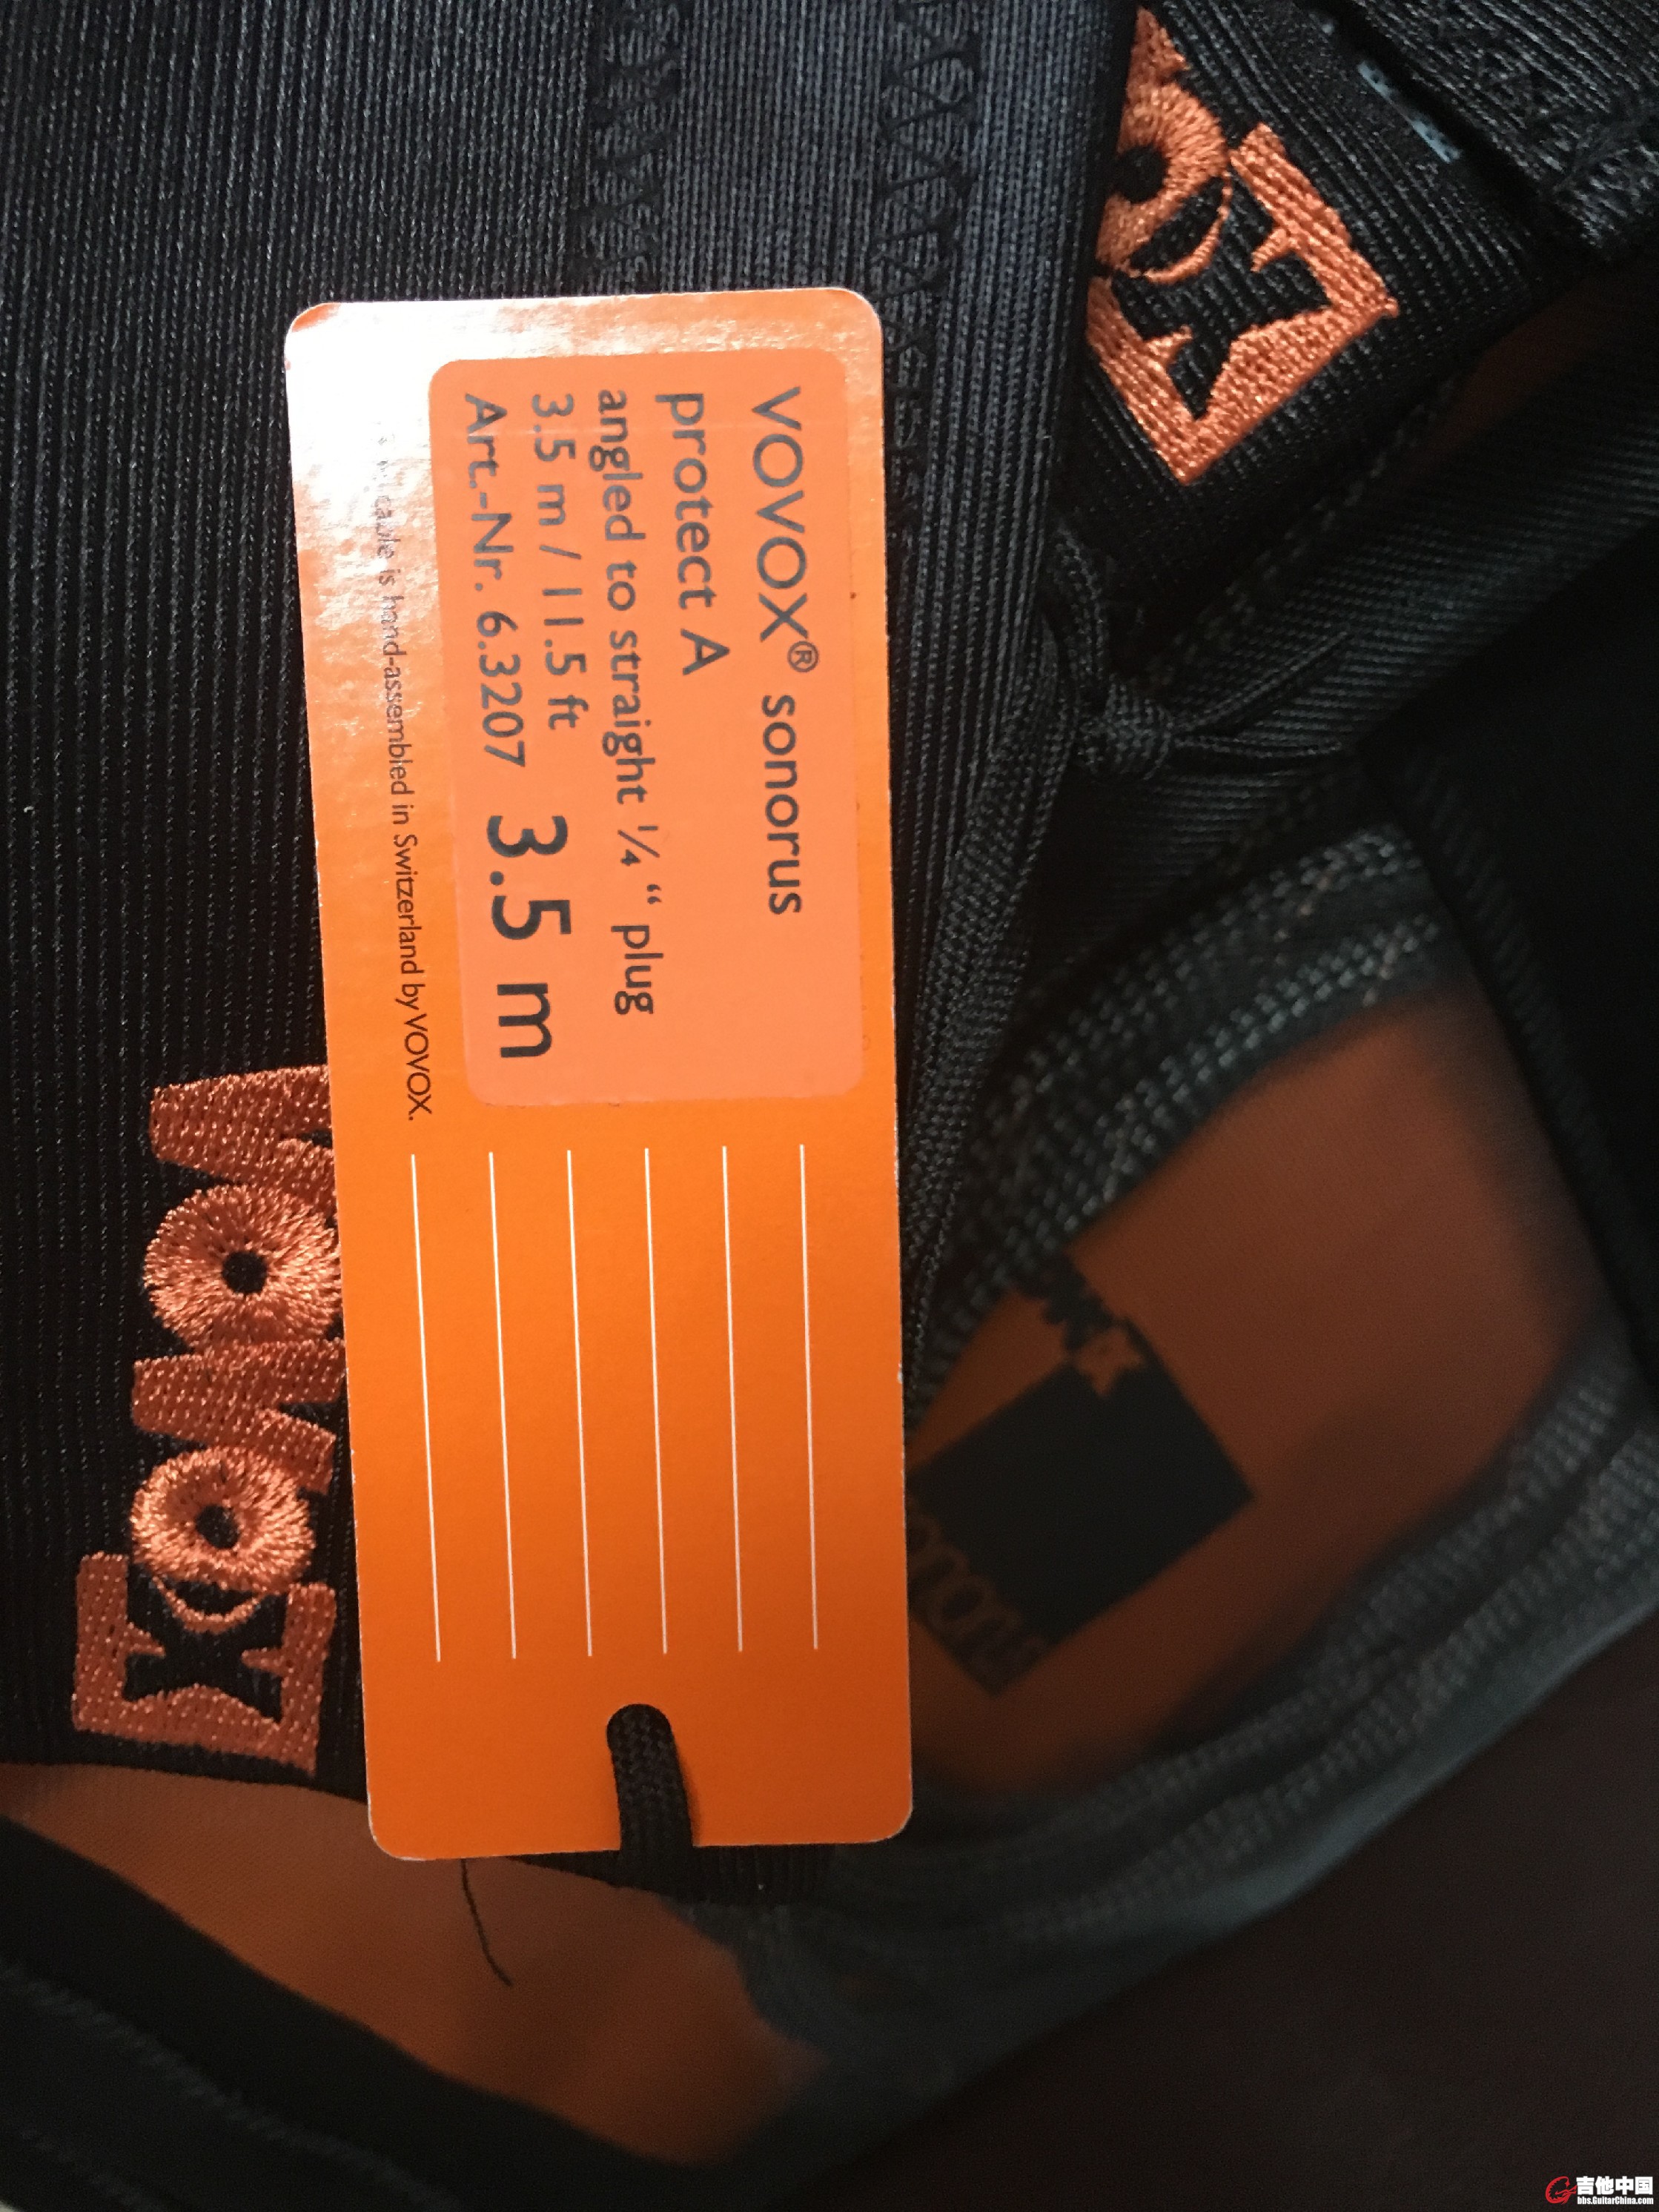 VOVOX® sonorus
protect A
angled to straight ¼“ plug
3.5 m / 11.5 ft
Art.-Nr. 6.3207 3.5 m
cable is hand-assembled in Switzerland by VOVOX.
VOVOX
OX
吉他中国
bbs.GuitarChina.com